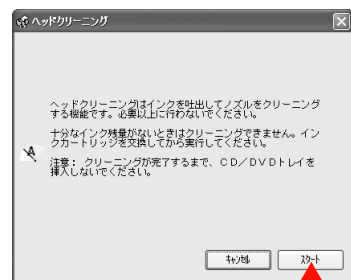 ヘッドクリーニング
ヘッドクリーニングはインクを吐出してノズルをクリーニング
する機能です。必要以上に行わないでください。
十分なインク残量がないときはクリーニングできません。イン
クカートリッジを交換してから実行してください。
注意： クリーニングが完了するまで、ＣＤ／ＤＶＤトレイを
挿入しないでください。
キャンセル
スタート